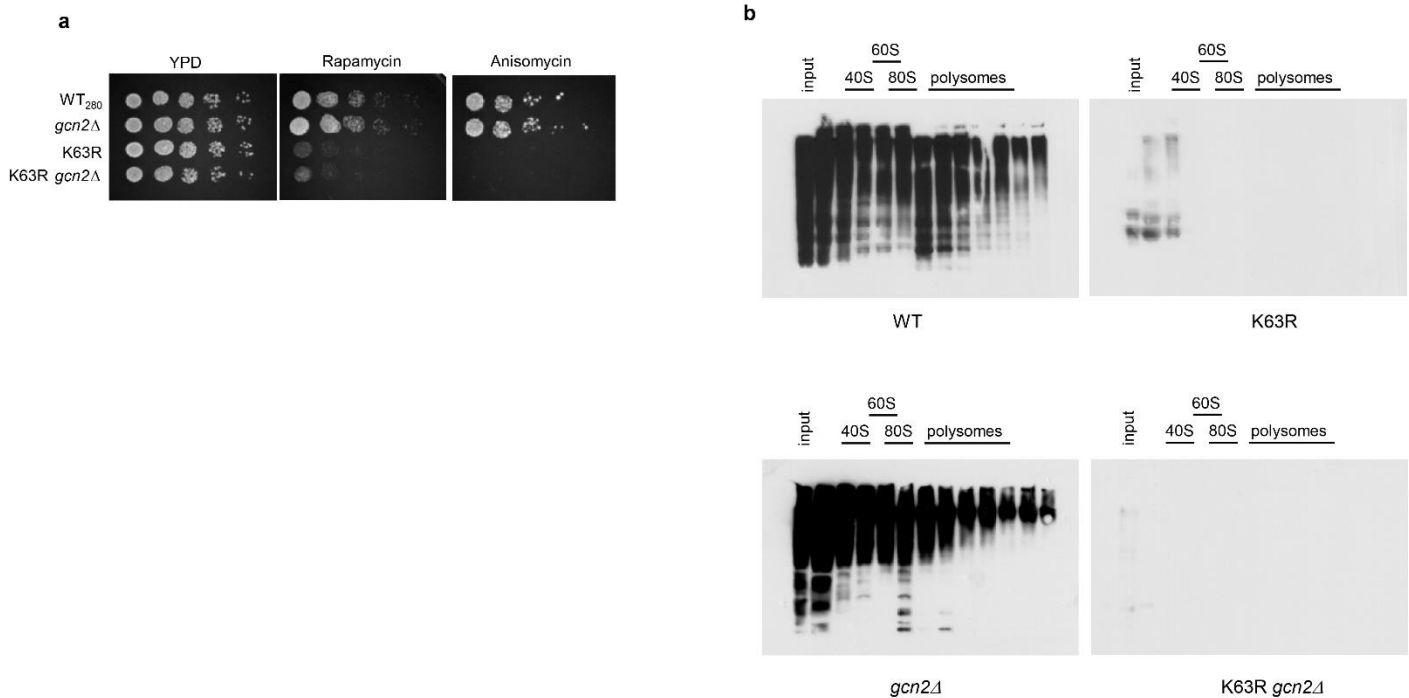 a
YPD Rapamycin Anisomycin
WT280
gcn2Δ
K63R
K63R gcn2Δ
b
60S
input 40S 80S polysomes
WT
60S
input 40S 80S polysomes
K63R
60S
input 40S 80S polysomes
gcn2Δ
60S
input 40S 80S polysomes
K63R gcn2Δ